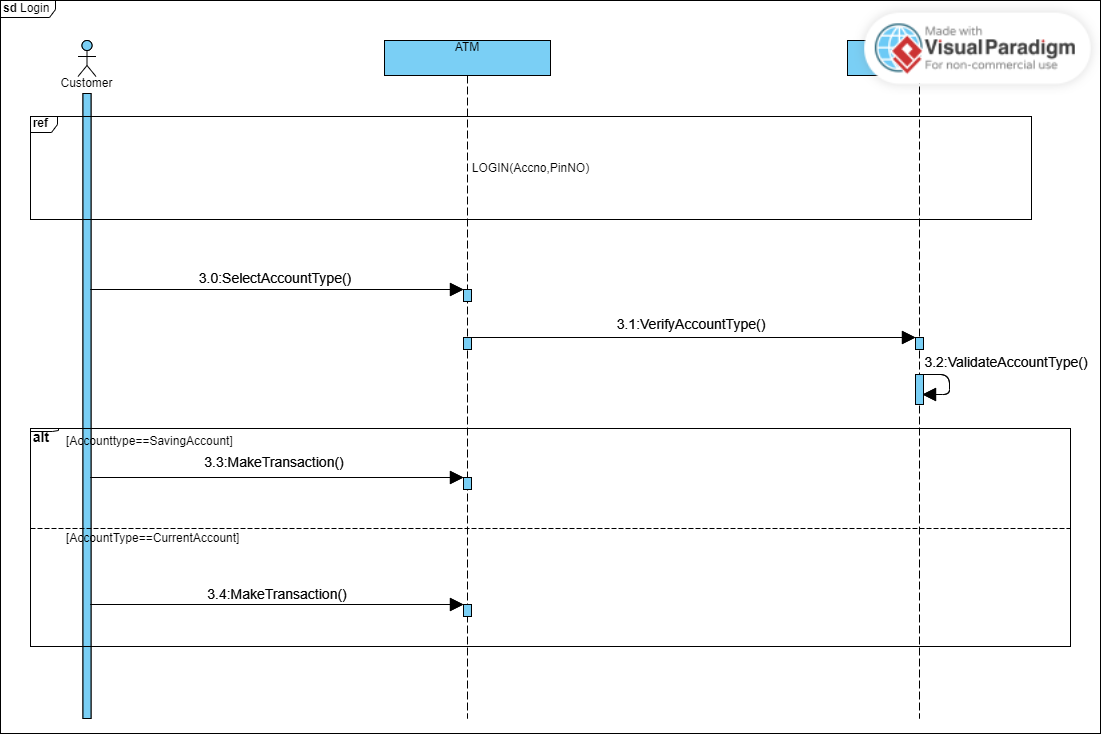 sd Login
Made with
Visual Paradigm
For non-commercial use
ATM
Customer
ref
LOGIN(Accno,PinNO)
3.0:SelectAccountType()
3.1:VerifyAccountType()
3.2:ValidateAccountType()
alt
[Accounttype==SavingAccount]
3.3:MakeTransaction()
[AccountType==CurrentAccount]
3.4:MakeTransaction()